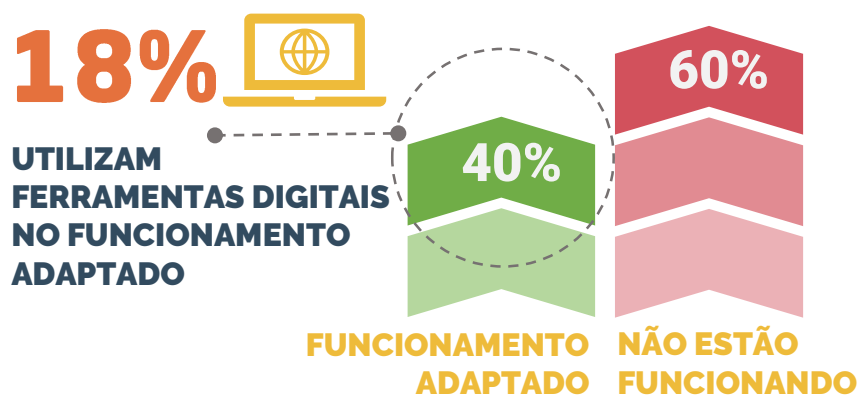 18%
UTILIZAM
FERRAMENTAS DIGITAIS
NO FUNCIONAMENTO
ADAPTADO
40%
60%
FUNCIONAMENTO
ADAPTADO
NÃO ESTÃO
FUNCIONANDO